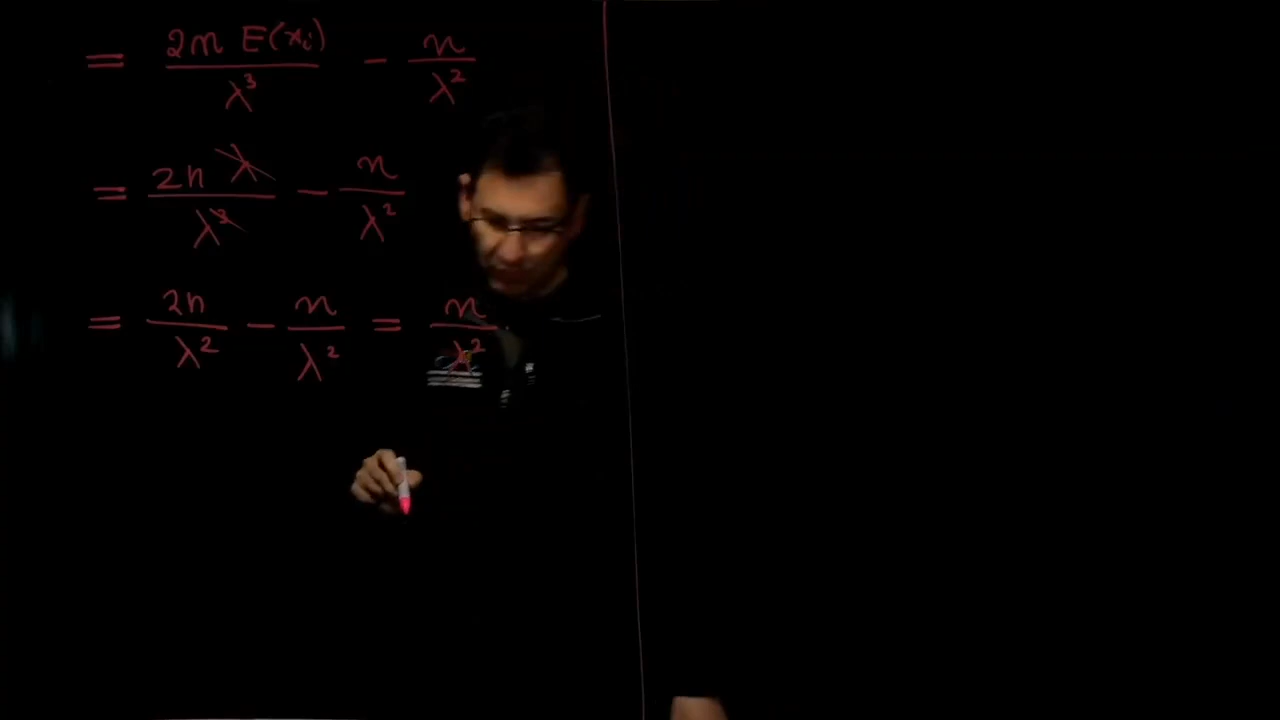 = 2n E(xᵢ) / λ³ - n / λ²
= 2n λ / λ³ - n / λ²
= 2n / λ² - n / λ² = n / λ²